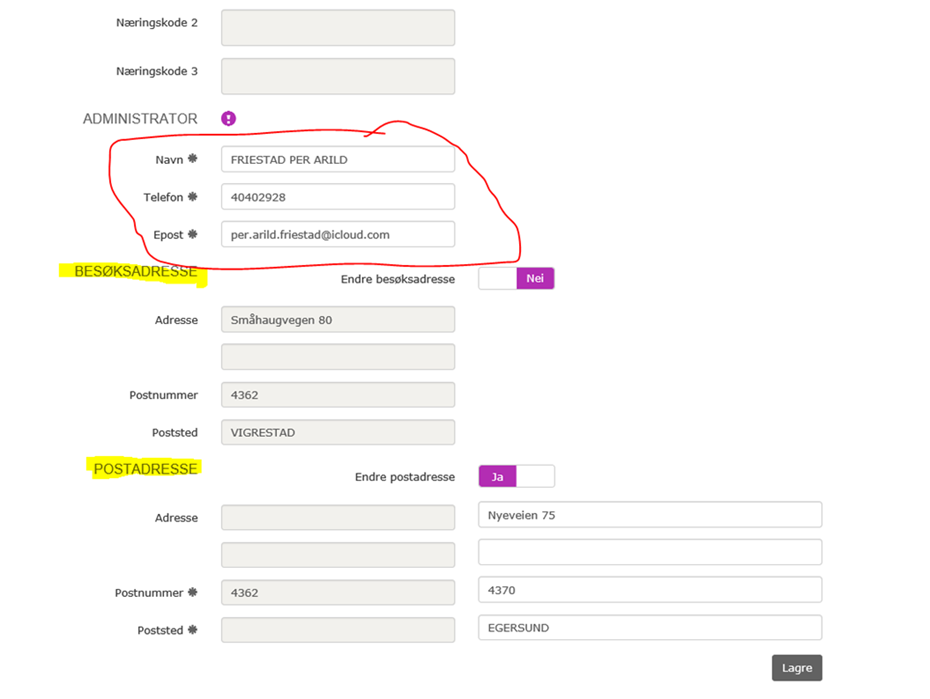 Næringskode 2
Næringskode 3
ADMINISTRATOR
Navn FRIESTAD PER ARILD
Telefon 40402928
Epost per.arild.friestad@icloud.com
BESØKSADRESSE
Endre besøksadresse Nei
Adresse Småhaugvegen 80
Postnummer 4362
Poststed VIGRESTAD
POSTADRESSE
Endre postadresse Ja
Adresse Nyeveien 75
Postnummer 4362 4370
Poststed EGERSUND
Lagre